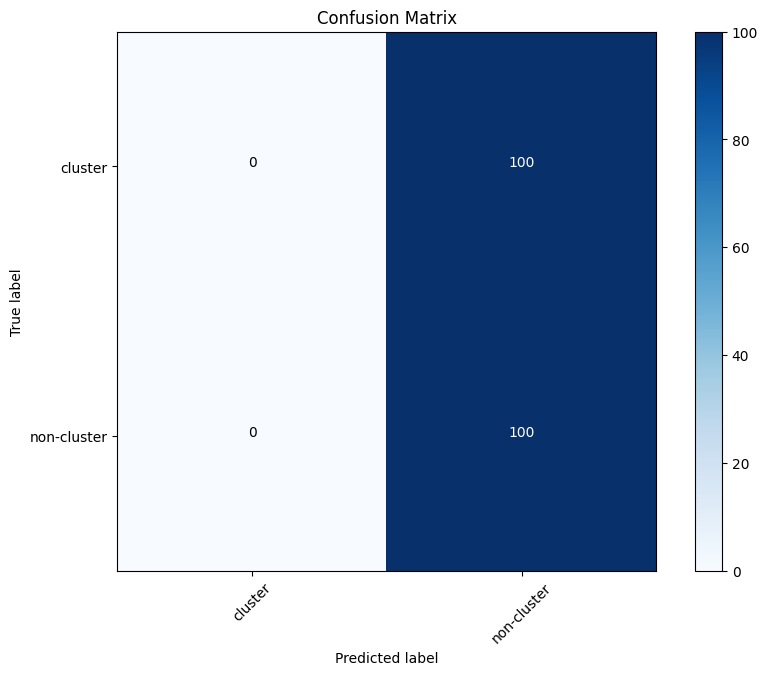 Confusion Matrix
True label
cluster
0
100
non-cluster
0
100
cluster
non-cluster
Predicted label
100
80
60
40
20
0